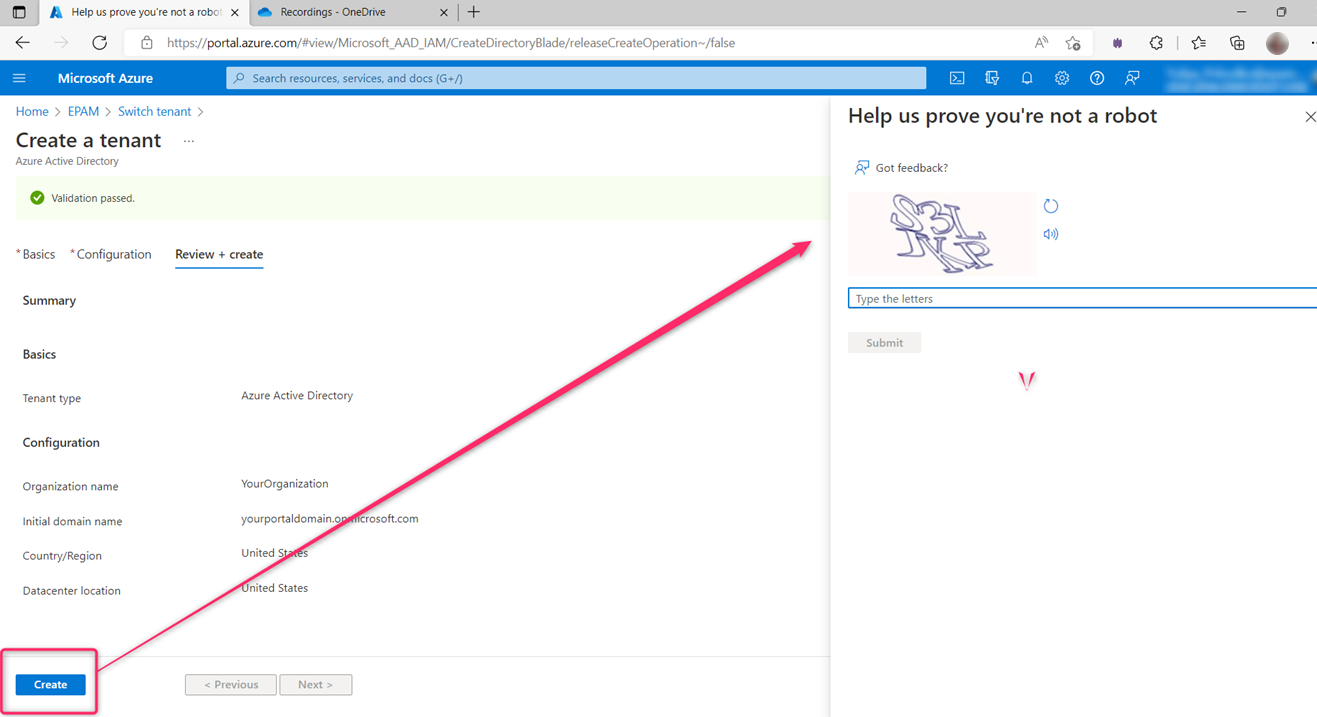 Help us prove you're not a robot
Recordings - OneDrive
https://portal.azure.com/#view/Microsoft_AAD_IAM/CreateDirectoryBlade/releaseCreateOperation~/false
Microsoft Azure
Search resources, services, and docs (G+/)
Home > EPAM > Switch tenant >
Create a tenant ...
Azure Active Directory
Validation passed.
* Basics * Configuration Review + create
Summary
Basics
Tenant type Azure Active Directory
Configuration
Organization name YourOrganization
Initial domain name yourportaldomain.onmicrosoft.com
Country/Region United States
Datacenter location United States
Create
< Previous
Next >
Help us prove you're not a robot
Got feedback?
Type the letters
Submit